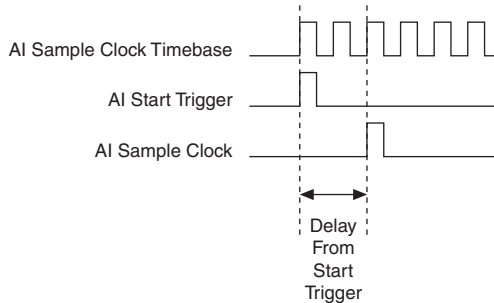 AI Sample Clock Timebase
AI Start Trigger
AI Sample Clock
Delay
From
Start
Trigger